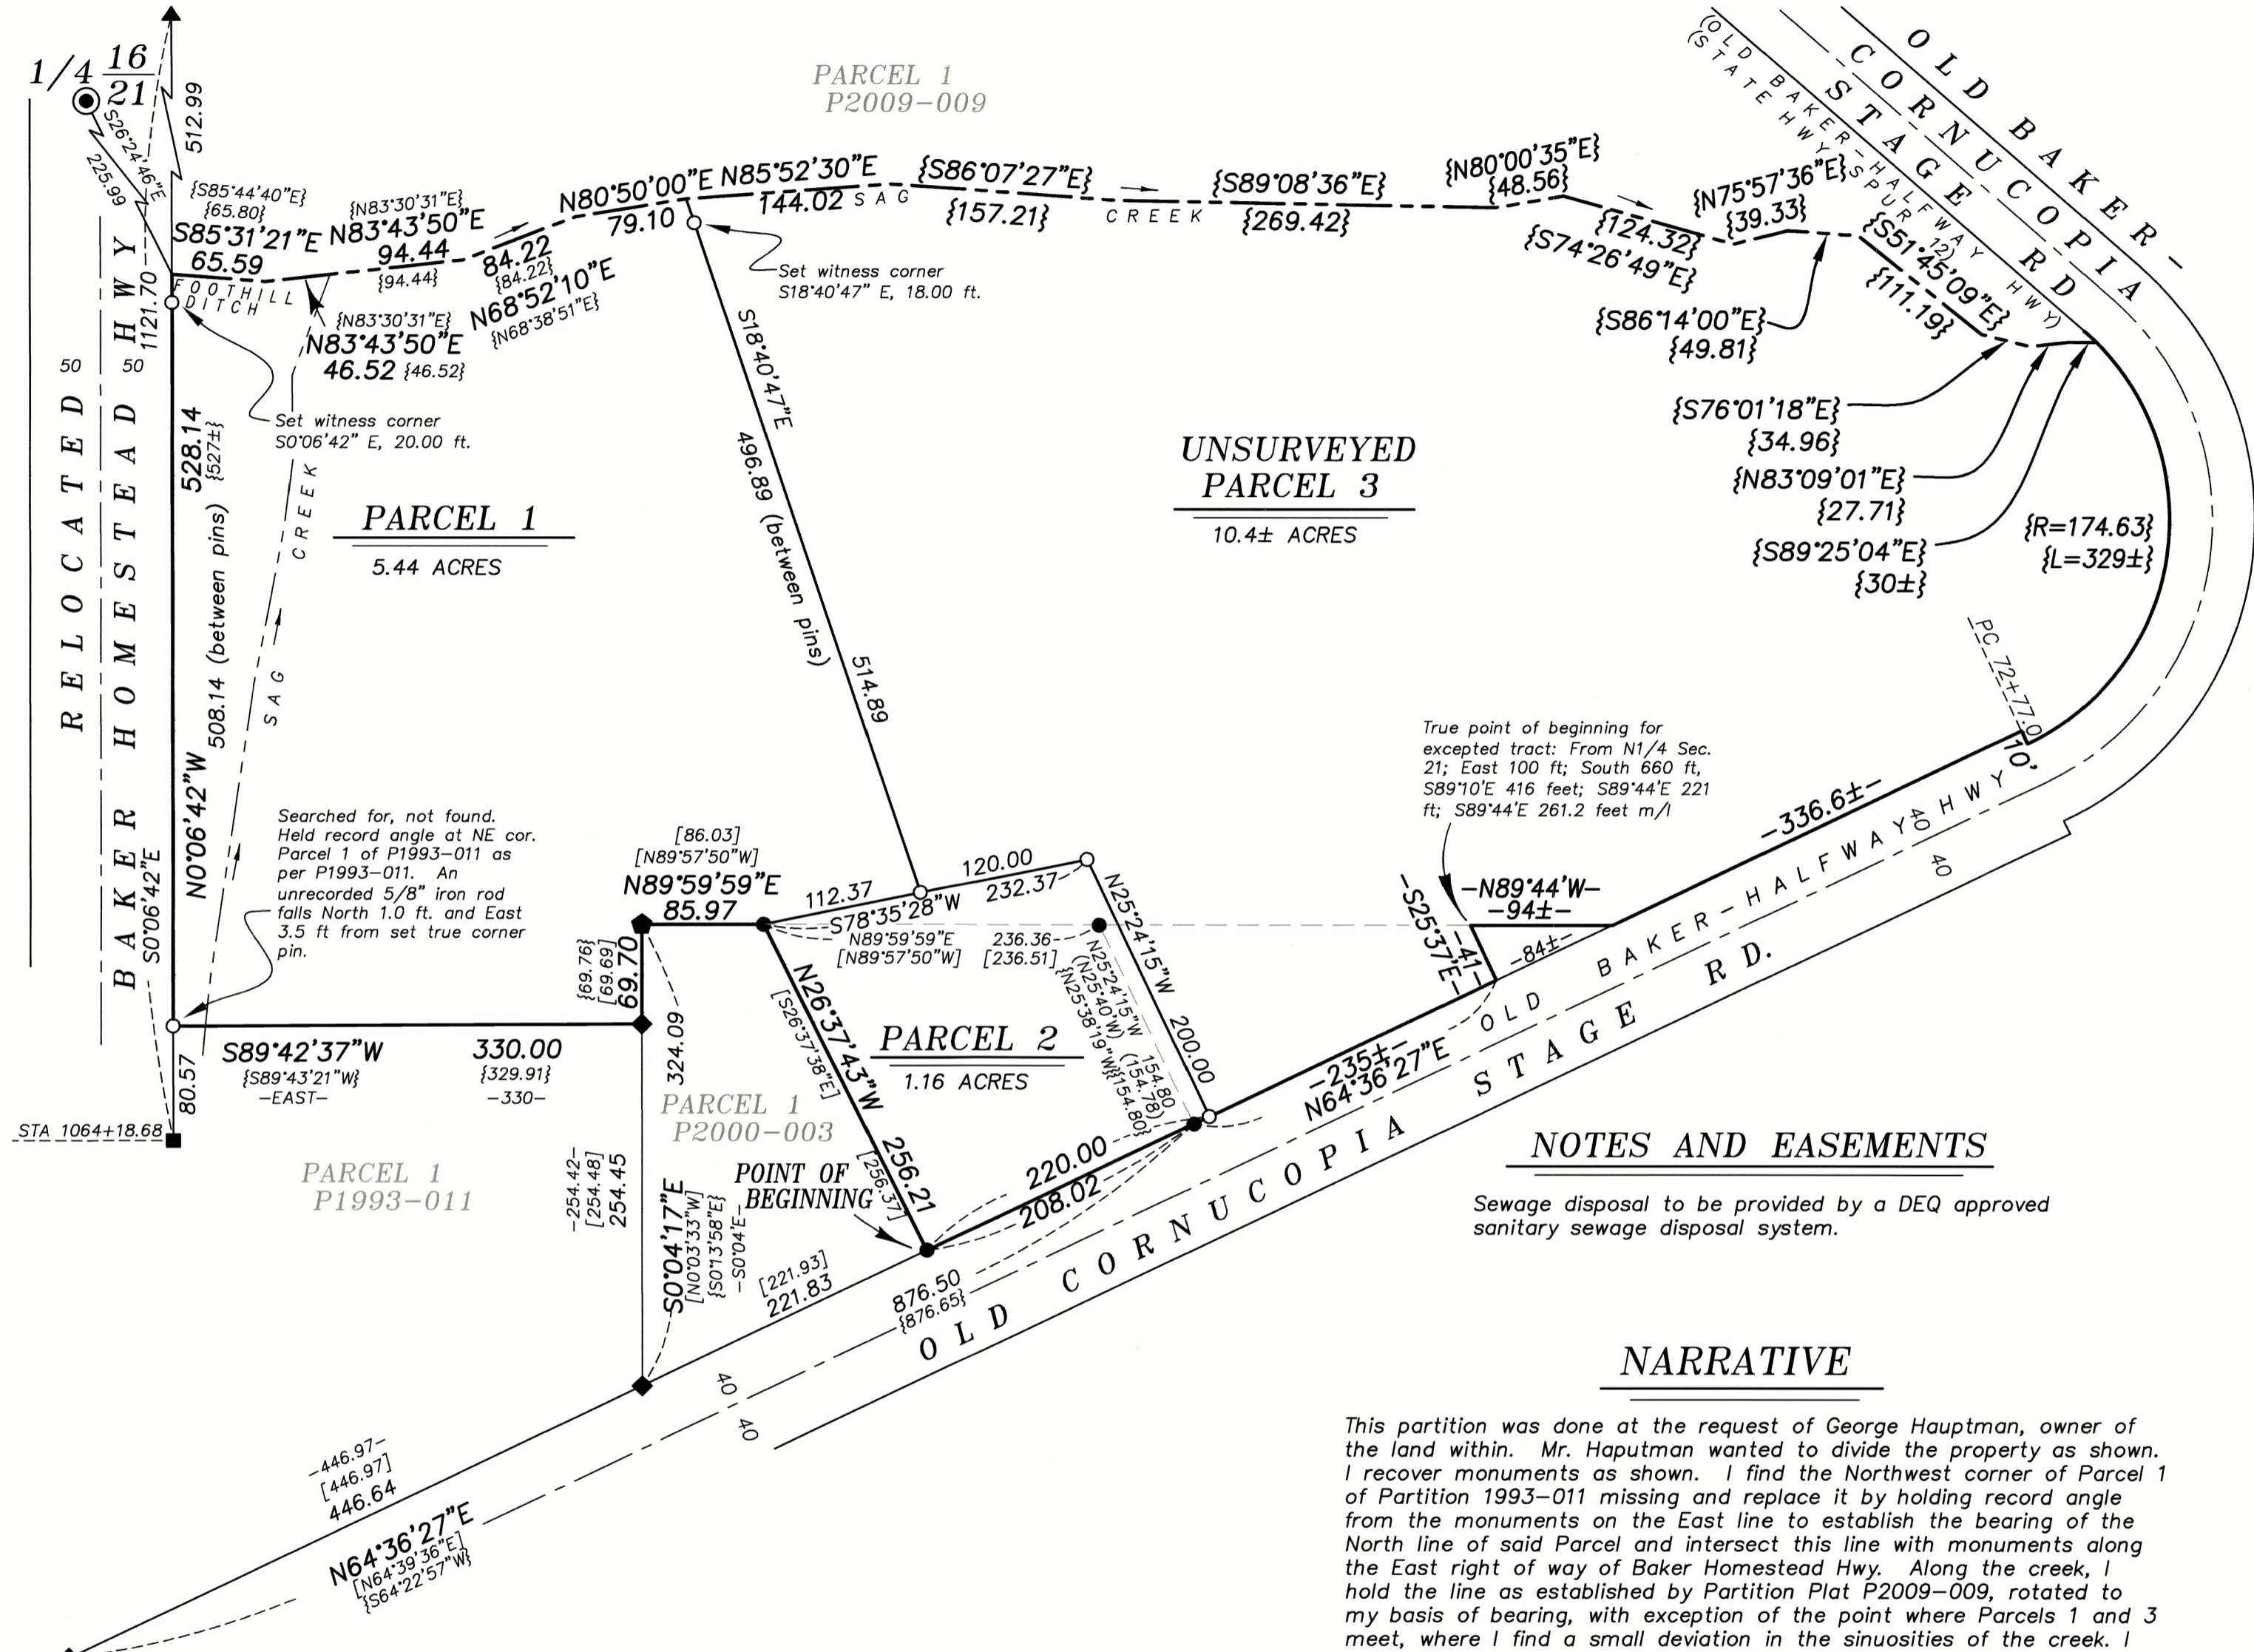 1/4 16
21
512.99
S26°24'46"E
225.99
PARCEL 1
P2009-009
{S85°44'40"E}
{65.80}
S85°31'21"E
65.59
FOOTHILL
DITCH
{N83°30'31"E}
N83°43'50"E
94.44
{94.44}
{N83°30'31"E}
N83°43'50"E
46.52 {46.52}
84.22
{84.22}
N68°52'10"E
{N68°38'51"E}
N80°50'00"E
79.10
N85°52'30"E
144.02
SAG
CREEK
{S86°07'27"E}
{157.21}
{S89°08'36"E}
{269.42}
{N80°00'35"E}
{48.56}
{124.32}
{S74°26'49"E}
{N75°57'36"E}
{39.33}
{S86°14'00"E}
{49.81}
{S51°45'09"E}
{111.19}
{S76°01'18"E}
{34.96}
{N83°09'01"E}
{27.71}
{S89°25'04"E}
{30±}
{R=174.63}
{L=329±}
(OLD BAKER-HALFWAY HWY)
(STATE HWY SPUR 12)
OLD BAKER-
CORNUCOPIA
STAGE RD
Set witness corner
S18°40'47" E, 18.00 ft.
Set witness corner
S0°06'42" E, 20.00 ft.
RELOCATED
BAKER HOMESTEAD HWY
50
50
1121.70
S0°06'42"E
528.14
{527±}
508.14 (between pins)
N0°06'42"W
SAG CREEK
PARCEL 1
5.44 ACRES
S18°40'47"E
496.89 (between pins)
514.89
UNSURVEYED
PARCEL 3
10.4± ACRES
Searched for, not found.
Held record angle at NE cor.
Parcel 1 of P1993-011 as
per P1993-011. An
unrecorded 5/8" iron rod
falls North 1.0 ft. and East
3.5 ft from set true corner
pin.
[86.03]
[N89°57'50"W]
N89°59'59"E
85.97
{69.76}
[69.69]
69.70
112.37
120.00
S78°35'28"W
232.37
N89°59'59"E
[N89°57'50"W]
236.36
[236.51]
N25°24'15"W
200.00
N25°24'15"W 154.80
(N25°40'W) (154.78)
{N25°38'19"W} {154.80}
N26°37'43"W
[S26°37'38"E]
256.21
[256.37]
PARCEL 2
1.16 ACRES
True point of beginning for
excepted tract: From N1/4 Sec.
21; East 100 ft; South 660 ft,
S89°10'E 416 feet; S89°44'E 221
ft; S89°44'E 261.2 feet m/l
PC 72+77.0
10'
-336.6±-
-N89°44'W-
-94±-
-S25°37'E-
-41-
-84±-
40
40
OLD BAKER-HALFWAY HWY
-235±-
N64°36'27"E
220.00
208.02
876.50
{876.65}
OLD CORNUCOPIA STAGE RD.
S89°42'37"W
{S89°43'21"W}
-EAST-
330.00
{329.91}
-330-
80.57
STA 1064+18.68
PARCEL 1
P1993-011
324.09
PARCEL 1
P2000-003
-254.42-
[254.48]
254.45
S0°04'17"E
[N0°03'33"W]
{S0°13'58"E}
-S0°04'E-
POINT OF
BEGINNING
[221.93]
221.83
40
40
-446.97-
[446.97]
446.64
N64°36'27"E
[N64°39'36"E]
{S64°22'57"W}
NOTES AND EASEMENTS
Sewage disposal to be provided by a DEQ approved
sanitary sewage disposal system.
NARRATIVE
This partition was done at the request of George Hauptman, owner of
the land within. Mr. Haputman wanted to divide the property as shown.
I recover monuments as shown. I find the Northwest corner of Parcel 1
of Partition 1993-011 missing and replace it by holding record angle
from the monuments on the East line to establish the bearing of the
North line of said Parcel and intersect this line with monuments along
the East right of way of Baker Homestead Hwy. Along the creek, I
hold the line as established by Partition Plat P2009-009, rotated to
my basis of bearing, with exception of the point where Parcels 1 and 3
meet, where I find a small deviation in the sinuosities of the creek. I